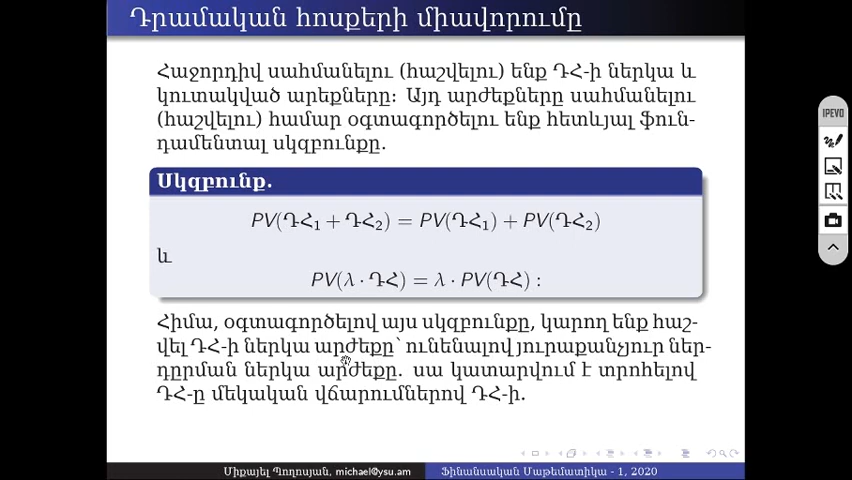 Դրամական հոսքերի միավորումը
Հաջորդիվ սահմանելու (հաշվելու) ենք ԴՀ-ի ներկա և
կուտակված արեքները։ Այդ արժեքները սահմանելու
(հաշվելու) համար օգտագործելու ենք հետևյալ ֆուն-
դամենտալ սկզբունքը.
Սկզբունք.
PV(ԴՀ₁ + ԴՀ₂) = PV(ԴՀ₁) + PV(ԴՀ₂)
և
PV(λ · ԴՀ) = λ · PV(ԴՀ) :
Հիմա, օգտագործելով այս սկզբունքը, կարող ենք հաշ-
վել ԴՀ-ի ներկա արժեքը՝ ունենալով յուրաքանչյուր ներ-
դըրման ներկա արժեքը. սա կատարվում է տրոհելով
ԴՀ-ը մեկական վճարումներով ԴՀ-ի.
Միքայել Պողոսյան, michael@ysu.am
Ֆինանսական Մաթեմատիկա - 1, 2020
IPEVO